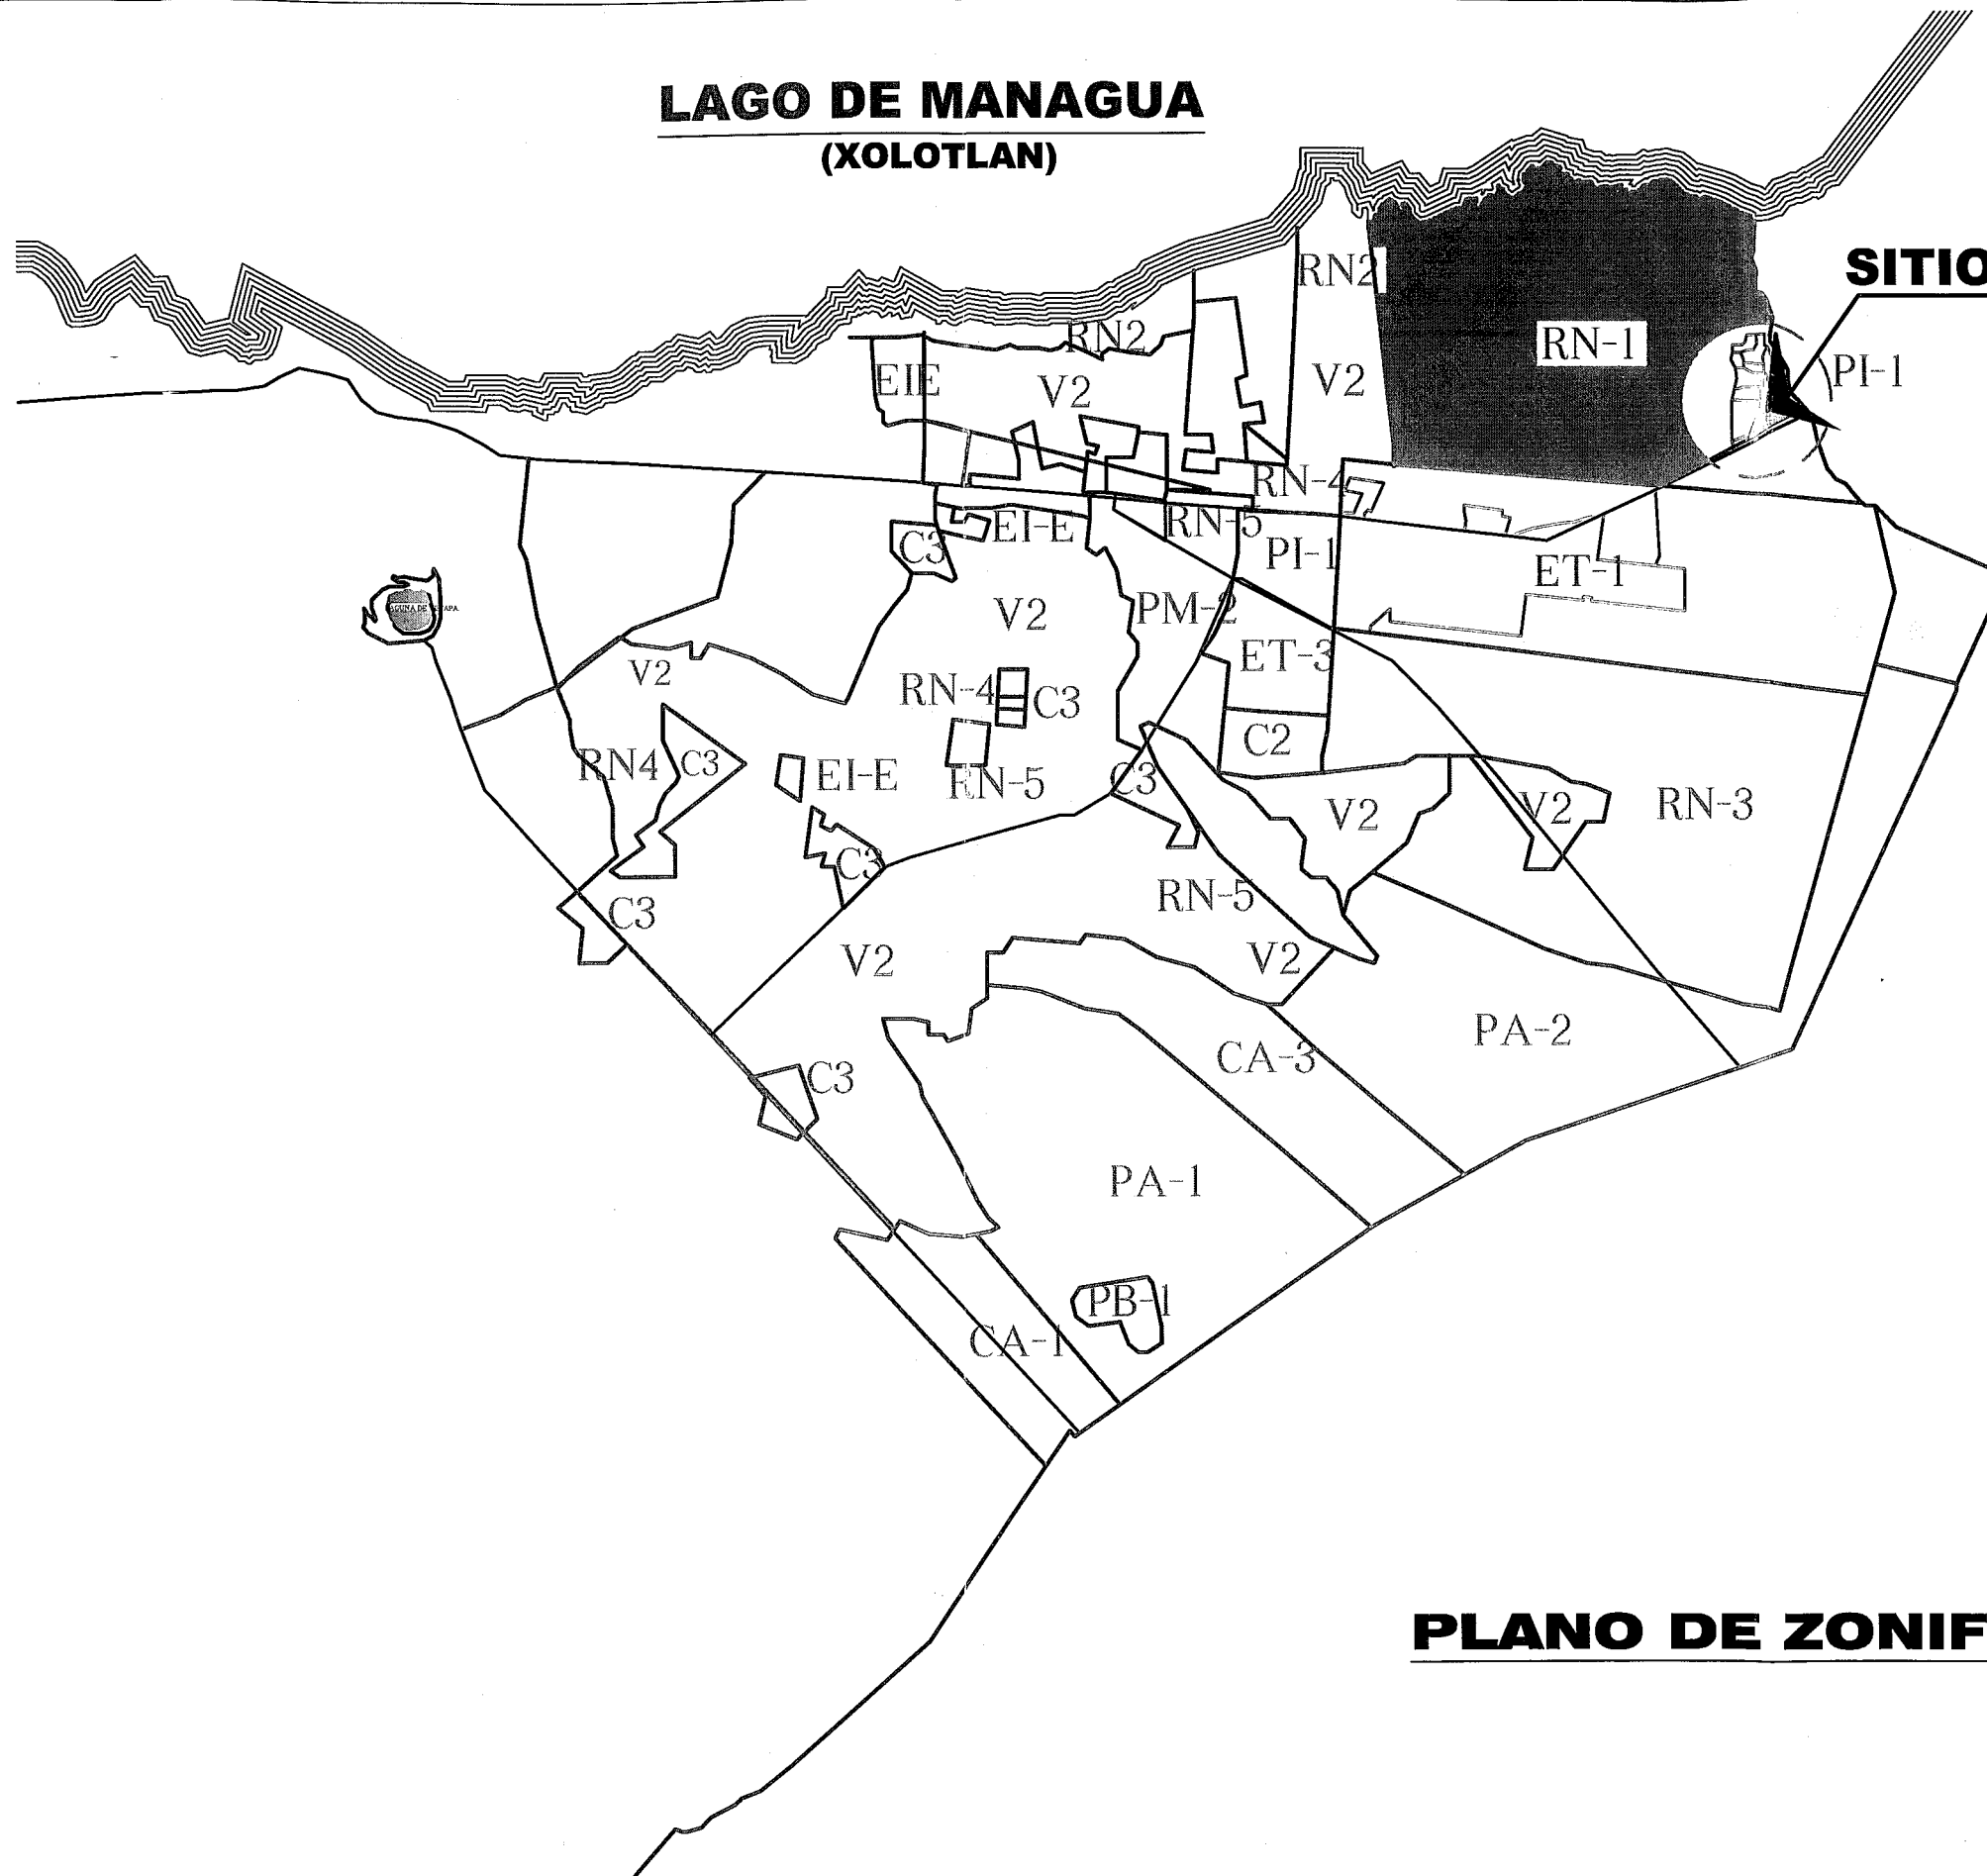 LAGO DE MANAGUA
(XOLOTLAN)
SITIO
RN2
RN2
RN-1
EIE
V2
V2
PI-1
RN-4
RN-5
EI-E
C3
PI-1
ET-1
LAGUNA DE
V2
PM-2
ET-3
V2
RN-4
C3
C2
RN4
C3
EI-E
RN-5
C3
V2
V2
RN-3
C3
RN-5
C3
V2
V2
PA-2
CA-3
C3
PA-1
PB-1
CA-1
PLANO DE ZONIF